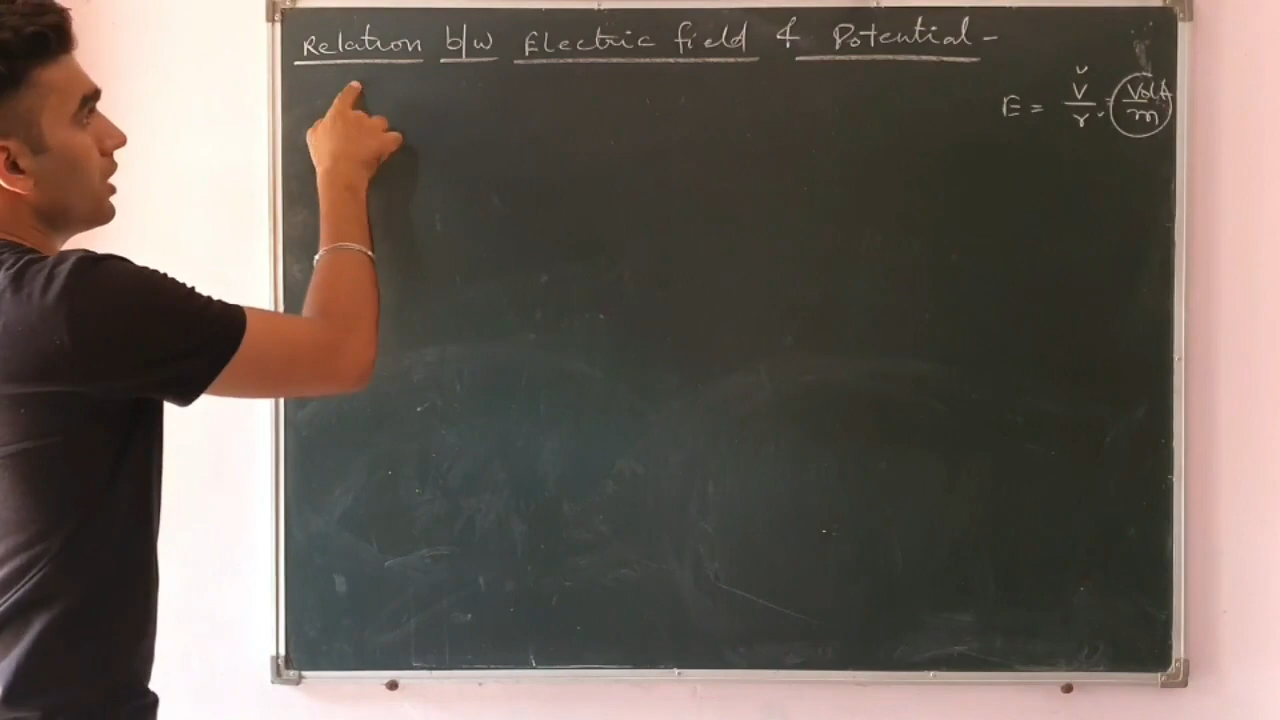 Relation b/w Electric field & Potential -
E = V/r . Volt/m